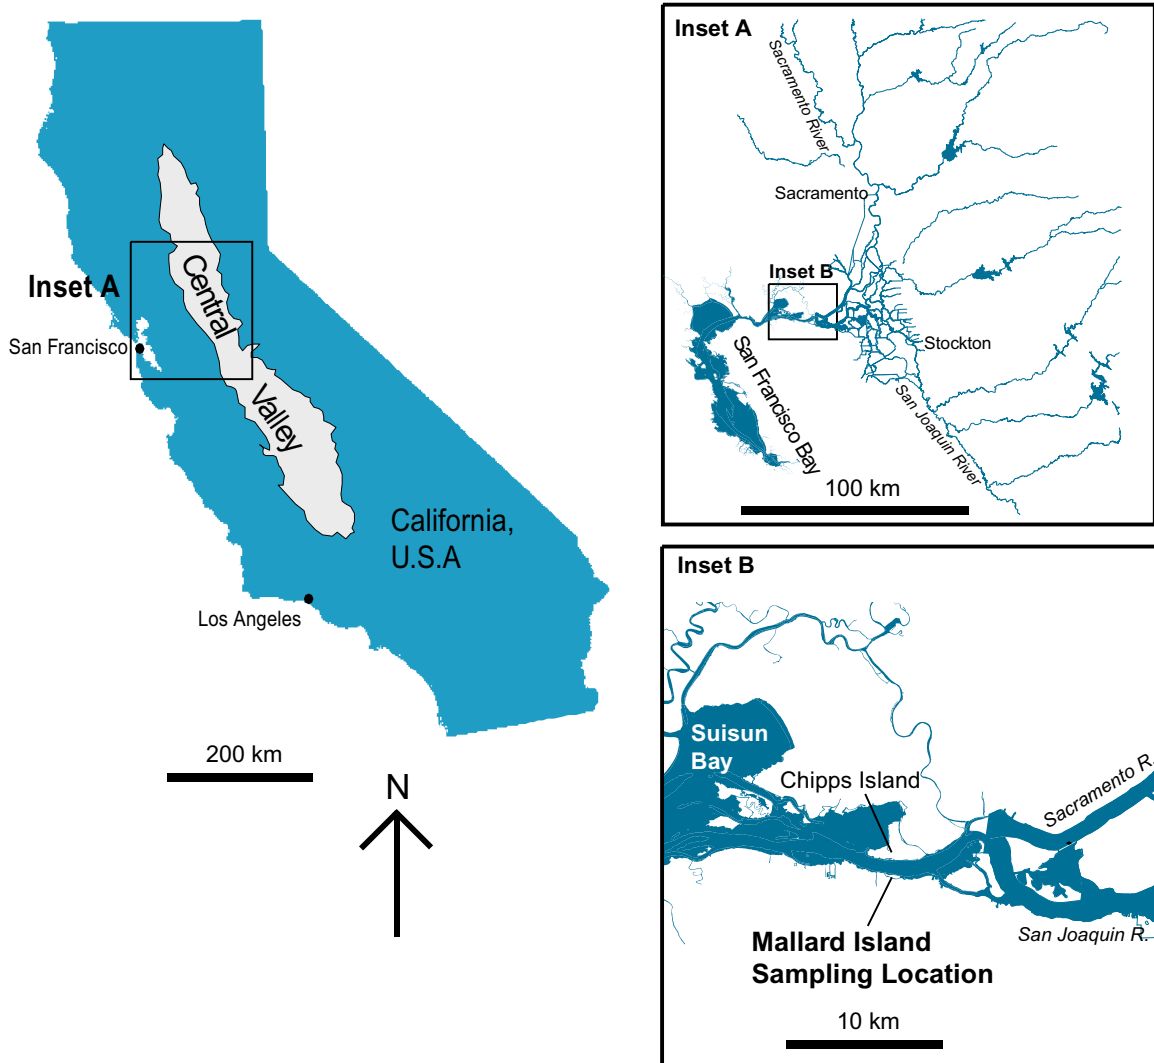 Inset A
San Francisco
Central
Valley
California,
U.S.A
Los Angeles
200 km
N
Inset A
Sacramento River
Sacramento
Inset B
Stockton
San Francisco Bay
San Joaquin River
100 km
Inset B
Suisun
Bay
Chipps Island
Sacramento R.
San Joaquin R.
Mallard Island
Sampling Location
10 km